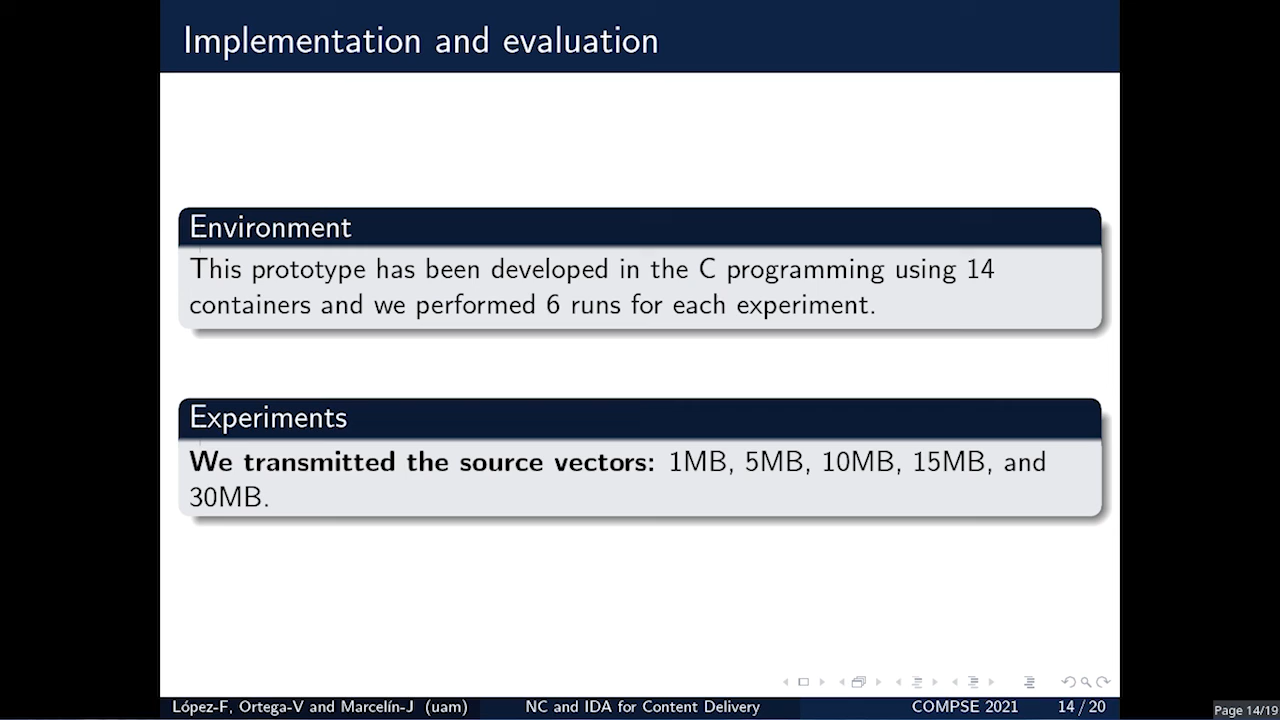 Implementation and evaluation
Environment
This prototype has been developed in the C programming using 14
containers and we performed 6 runs for each experiment.
Experiments
We transmitted the source vectors: 1MB, 5MB, 10MB, 15MB, and
30MB.
López-F, Ortega-V and Marcelín-J (uam) NC and IDA for Content Delivery COMPSE 2021 14 / 20
Page 14/19